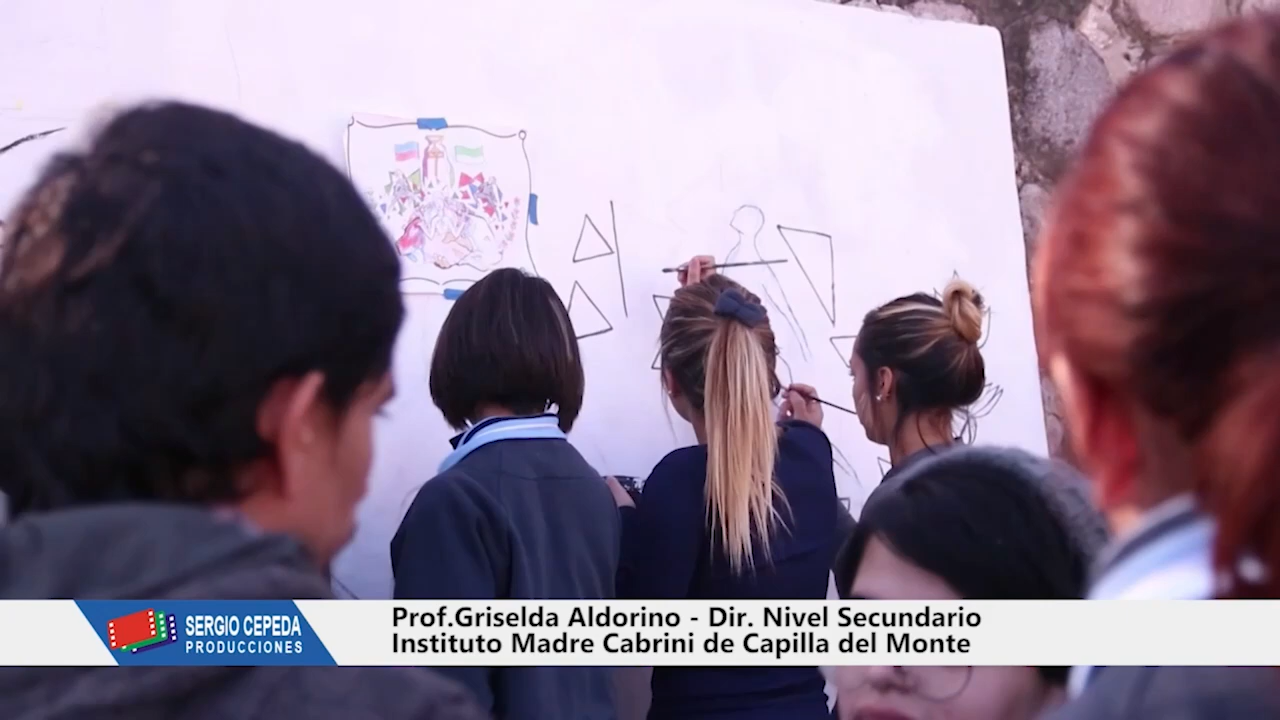 SERGIO CEPEDA
PRODUCCIONES
Prof.Griselda Aldorino - Dir. Nivel Secundario
Instituto Madre Cabrini de Capilla del Monte